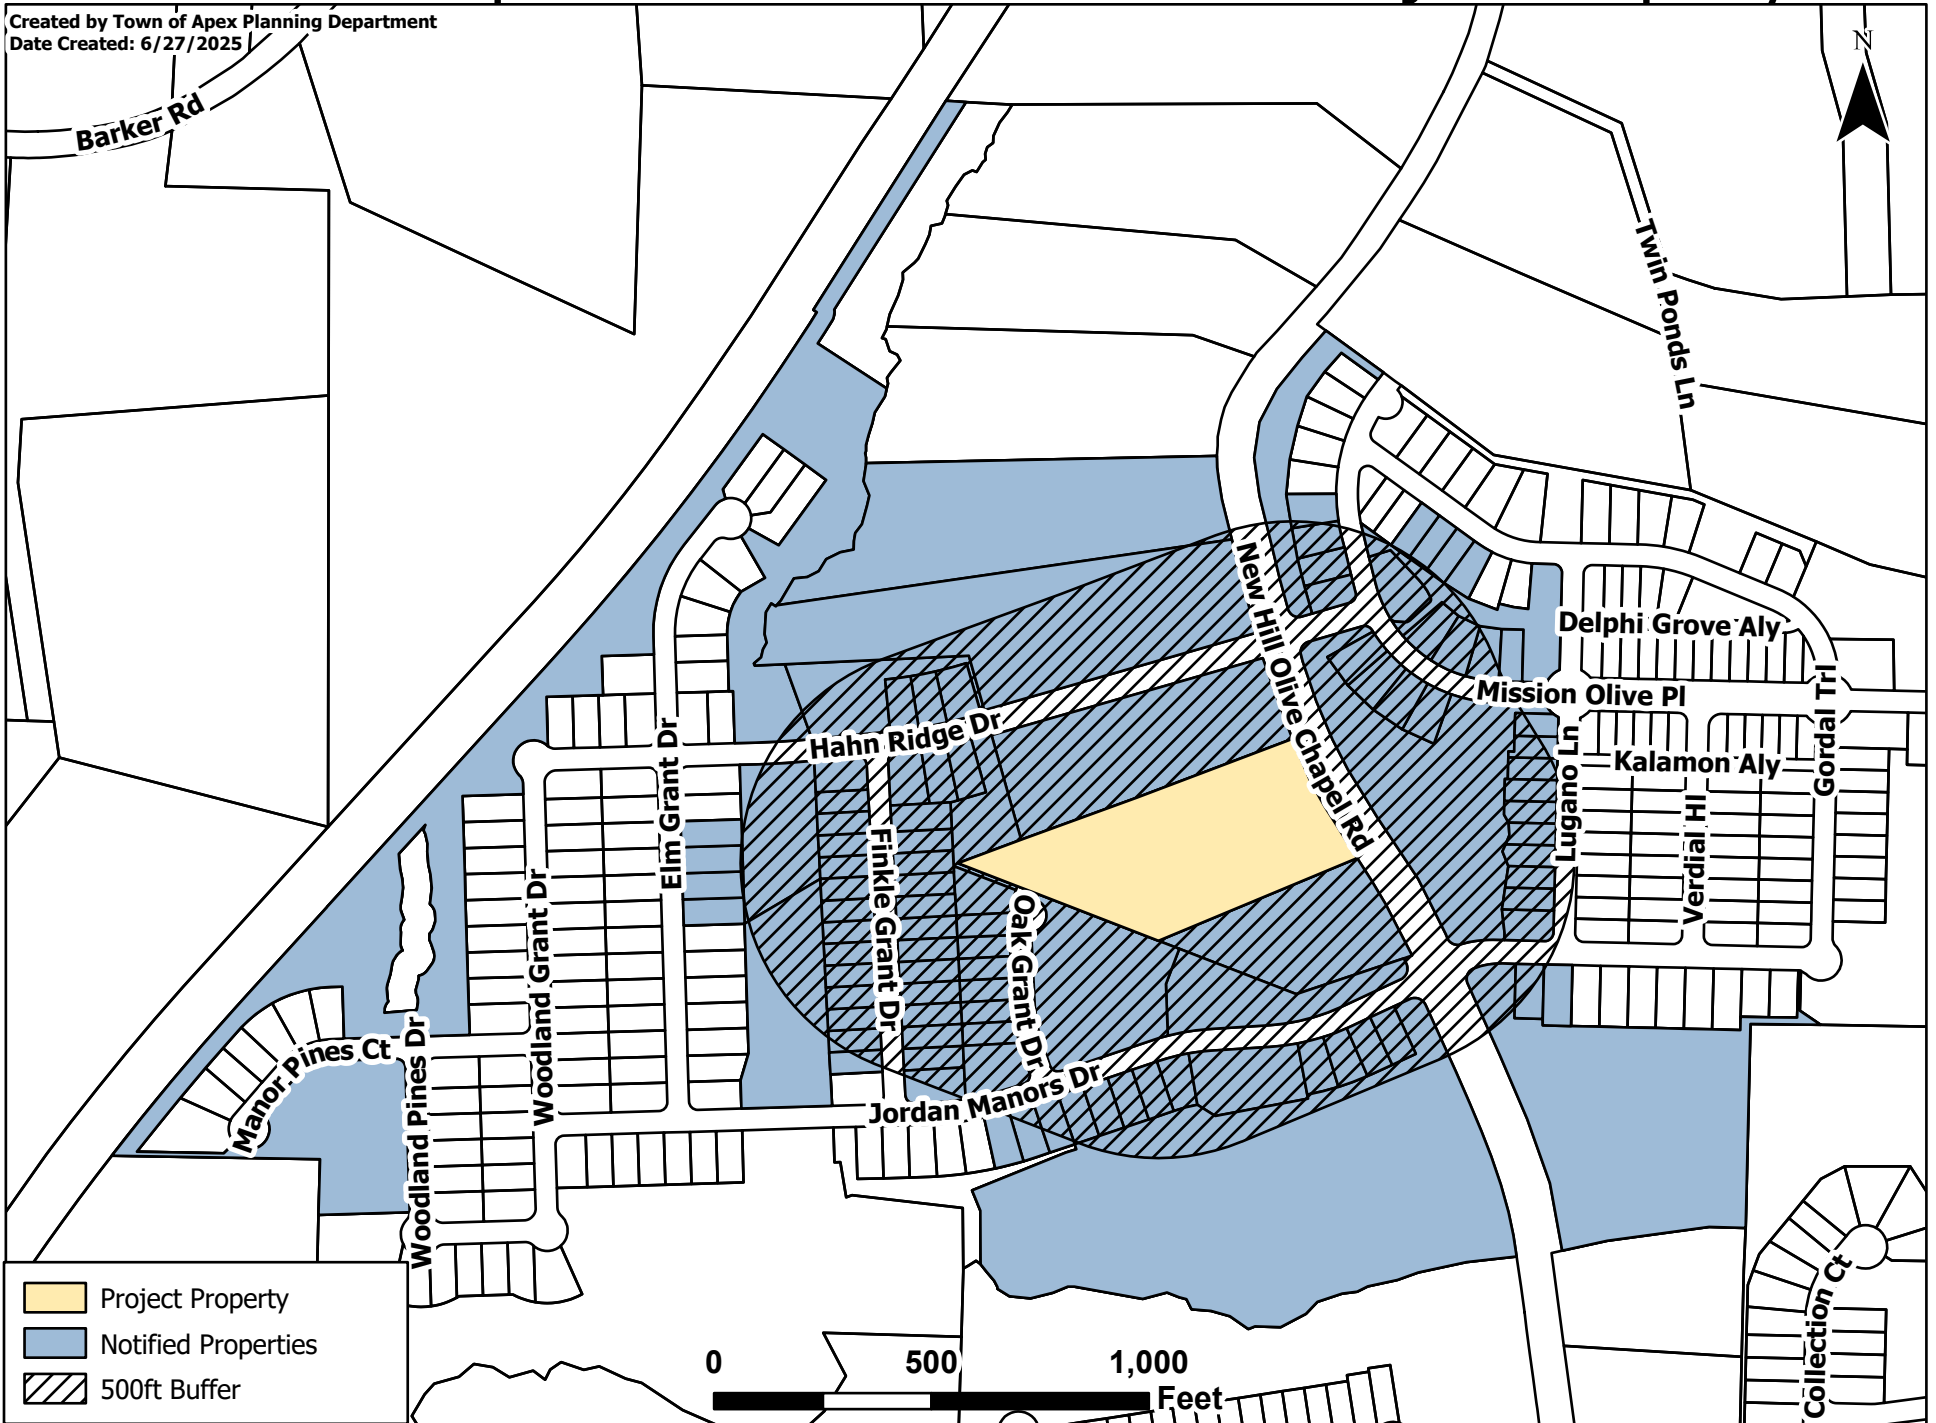 Created by Town of Apex Planning Department
Date Created: 6/27/2025
N
Barker Rd
Twin Ponds Ln
New Hill Olive Chapel Rd
Delphi Grove Aly
Mission Olive Pl
Gordal Trl
Hahn Ridge Dr
Elm Grant Dr
Lugano Ln
Kalamon Aly
Verdial Hl
Finkle Grant Dr
Woodland Grant Dr
Oak Grant Dr
Manor Pines Ct
Woodland Pines Dr
Jordan Manors Dr
Collection Ct
Project Property
Notified Properties
500ft Buffer
0 500 1,000
Feet